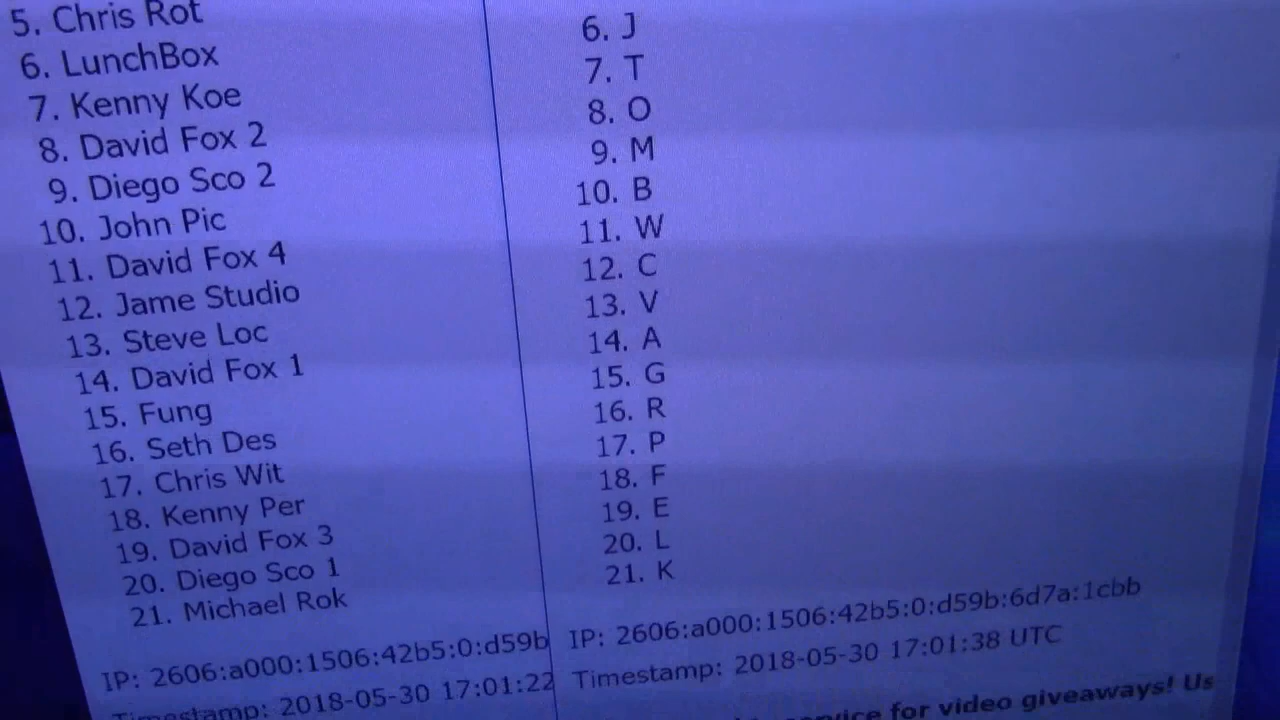 5. Chris Rot
6. LunchBox
7. Kenny Koe
8. David Fox 2
9. Diego Sco 2
10. John Pic
11. David Fox 4
12. Jame Studio
13. Steve Loc
14. David Fox 1
15. Fung
16. Seth Des
17. Chris Wit
18. Kenny Per
19. David Fox 3
20. Diego Sco 1
21. Michael Rok
IP: 2606:a000:1506:42b5:0:d59b
Timestamp: 2018-05-30 17:01:22
6. J
7. T
8. O
9. M
10. B
11. W
12. C
13. V
14. A
15. G
16. R
17. P
18. F
19. E
20. L
21. K
IP: 2606:a000:1506:42b5:0:d59b:6d7a:1cbb
Timestamp: 2018-05-30 17:01:38 UTC
service for video giveaways! Us